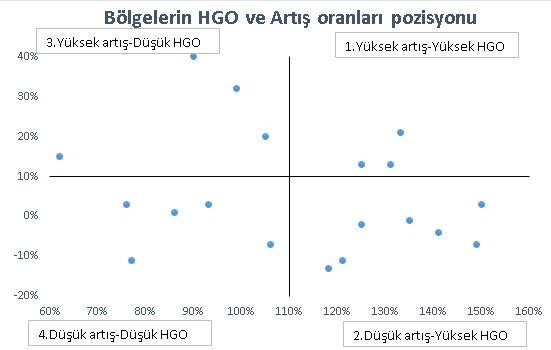 Bölgelerin HGO ve Artış oranları pozisyonu
3.Yüksek artış-Düşük HGO
1.Yüksek artış-Yüksek HGO
40%
30%
20%
10%
0%
-10%
-20%
60% 70% 80% 90% 100% 110% 120% 130% 140% 150% 160%
4.Düşük artış-Düşük HGO
2.Düşük artış-Yüksek HGO